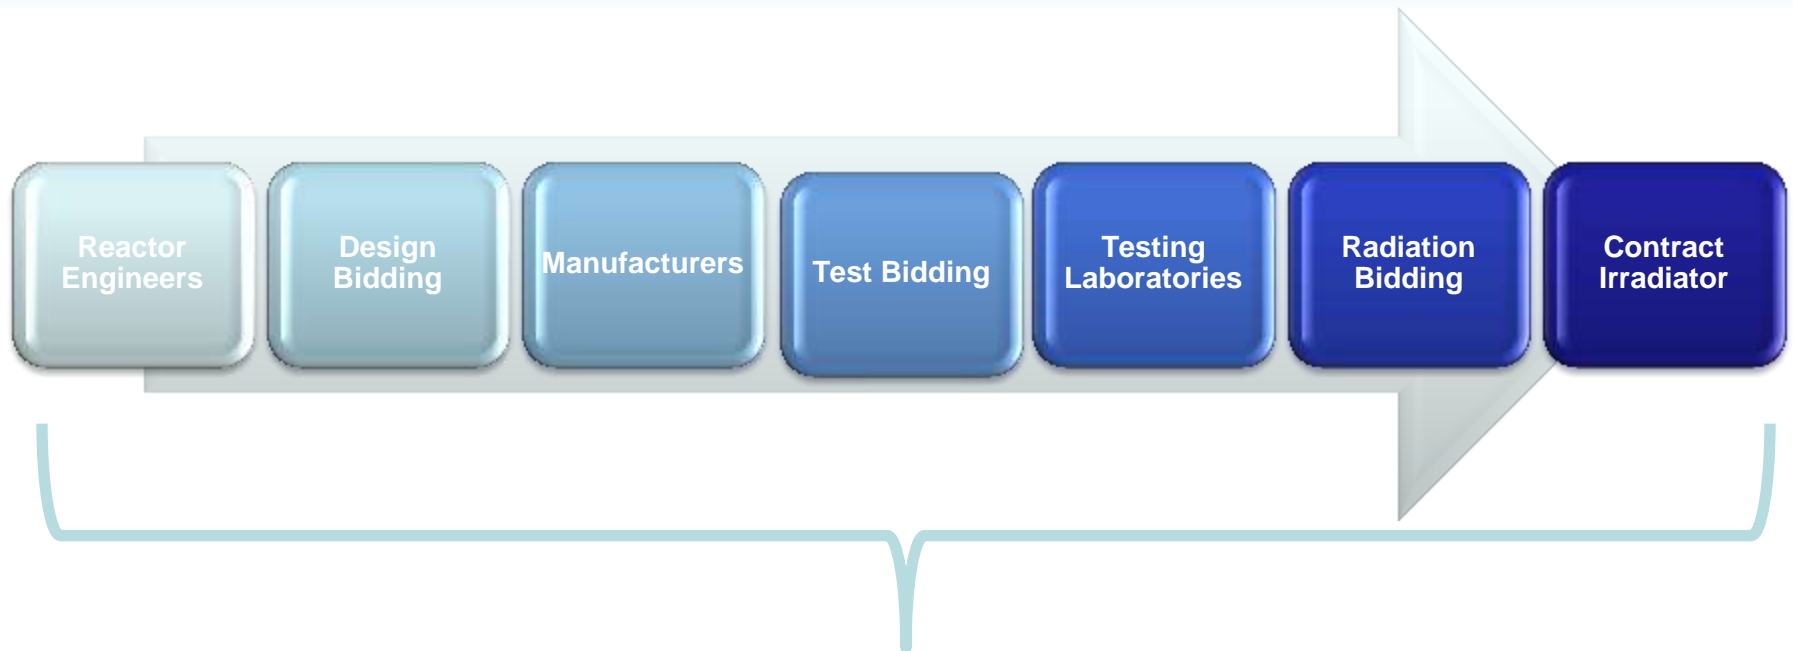 Reactor
Engineers
Design
Bidding
Manufacturers
Test Bidding
Testing
Laboratories
Radiation
Bidding
Contract
Irradiator